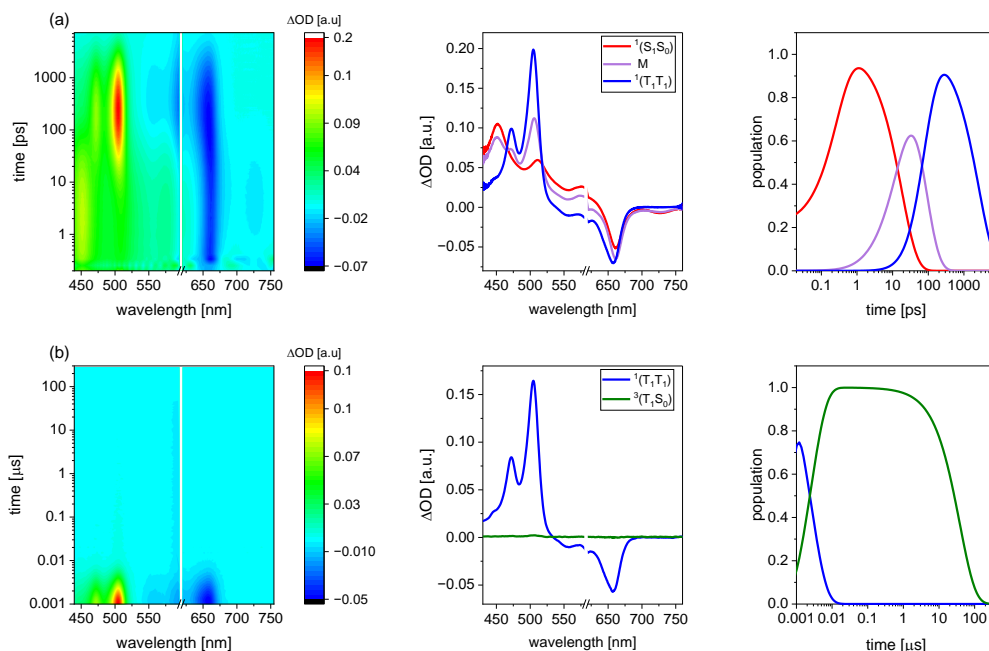 (a)
ΔOD [a.u]
time [ps]
1000
100
10
1
450 500 550 600 650 700 750
wavelength [nm]
0.2
0.1
0.09
0.04
−0.02
−0.07
ΔOD [a.u.]
0.20
0.15
0.10
0.05
0.00
−0.05
¹(S₁S₀)
M
¹(T₁T₁)
450 500 550 600 650 700 750
wavelength [nm]
population
1.0
0.8
0.6
0.4
0.2
0.0
0.1 1 10 100 1000
time [ps]
(b)
ΔOD [a.u]
time [μs]
100
10
1
0.1
0.01
0.001
450 500 550 600 650 700 750
wavelength [nm]
0.1
0.1
0.07
0.03
−0.010
−0.05
ΔOD [a.u.]
0.15
0.10
0.05
0.00
−0.05
¹(T₁T₁)
³(T₁S₀)
450 500 550 600 650 700 750
wavelength [nm]
population
1.0
0.8
0.6
0.4
0.2
0.0
0.001 0.01 0.1 1 10 100
time [μs]